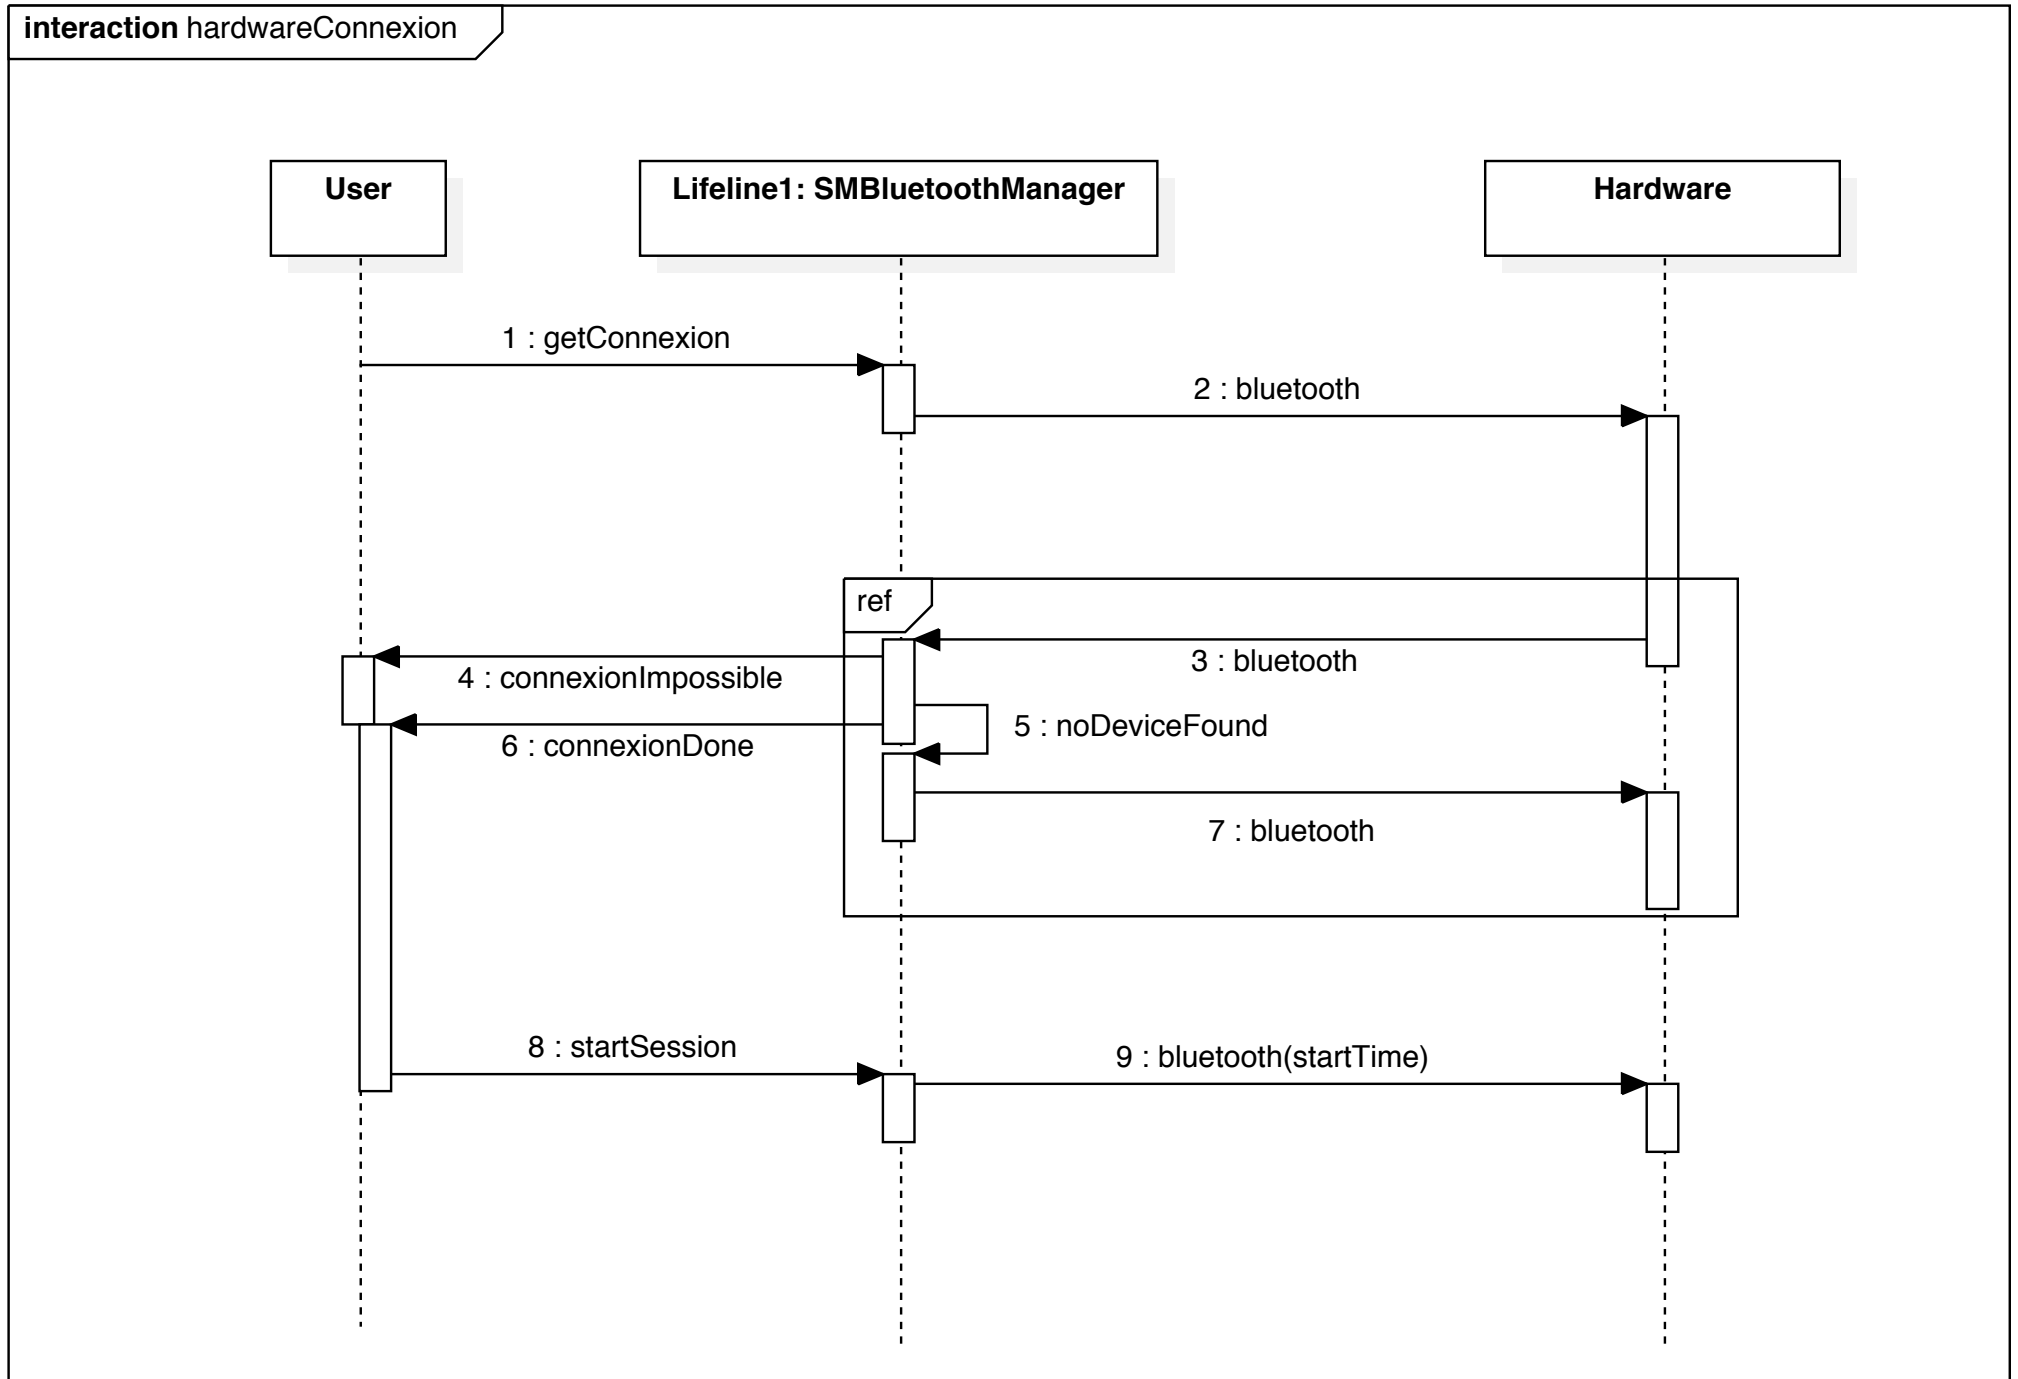 interaction hardwareConnexion
User
Lifeline1: SMBluetoothManager
Hardware
1 : getConnexion
2 : bluetooth
ref
3 : bluetooth
4 : connexionImpossible
5 : noDeviceFound
6 : connexionDone
7 : bluetooth
8 : startSession
9 : bluetooth(startTime)